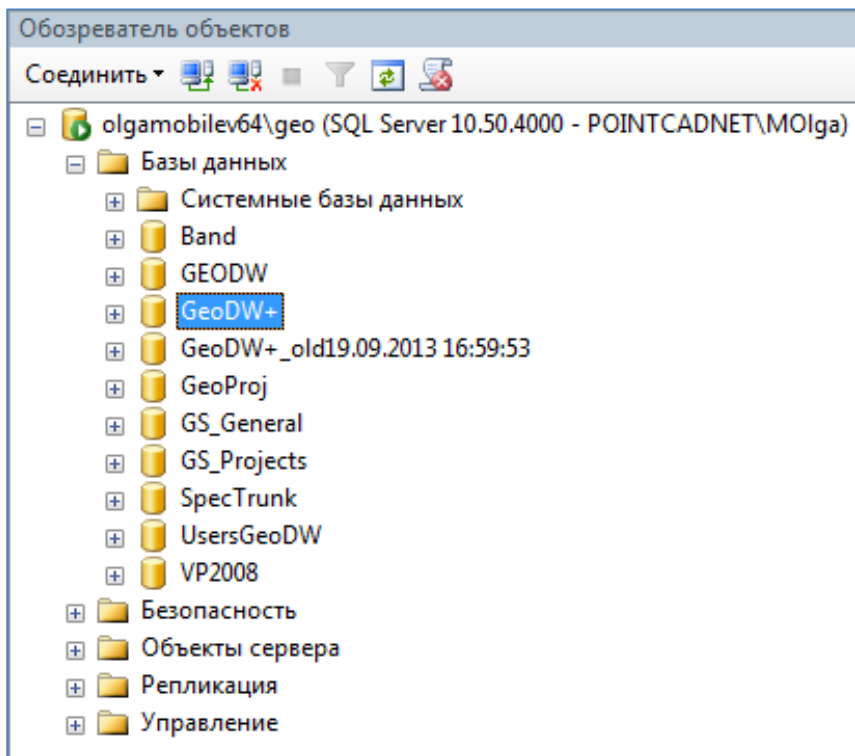 Обозреватель объектов
Соединить
olgamobilev64\geo (SQL Server 10.50.4000 - POINTCADNET\MOlga)
Базы данных
Системные базы данных
Band
GEODW
GeoDW+
GeoDW+_old19.09.2013 16:59:53
GeoProj
GS_General
GS_Projects
SpecTrunk
UsersGeoDW
VP2008
Безопасность
Объекты сервера
Репликация
Управление